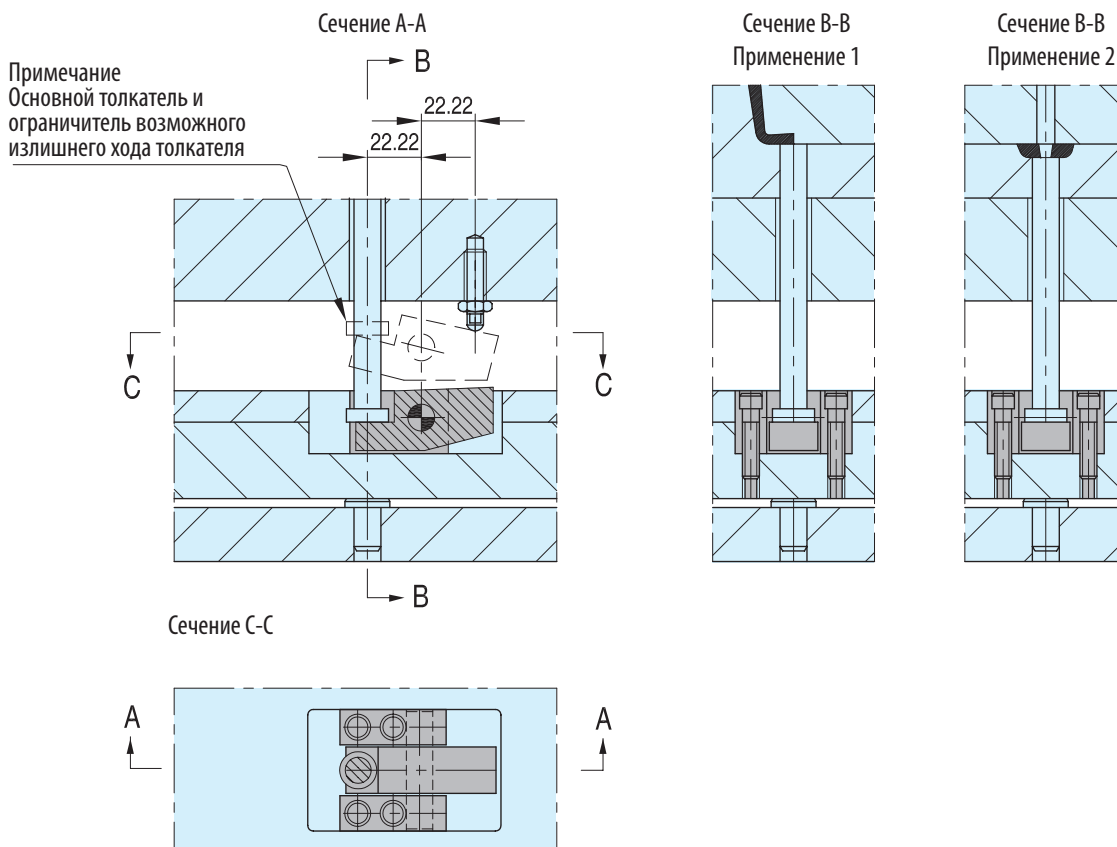 Сечение А-А
B
Примечание
Основной толкатель и
ограничитель возможного
излишнего хода толкателя
22.22
22.22
C
C
B
Сечение В-В
Применение 1
Сечение В-В
Применение 2
Сечение С-С
A
A